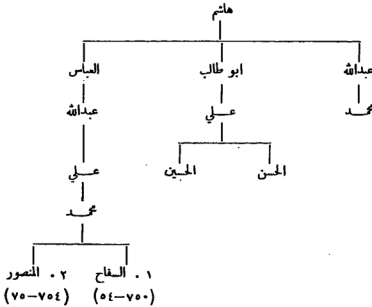 هاشم
عبدالله ابو طالب العباس
محمد علي عبدالله
الحسن الحسين علي
محمد
١ . السفاح ٢ . المنصور
(٧٥٠–٥٤) (٧٥٤–٧٥)